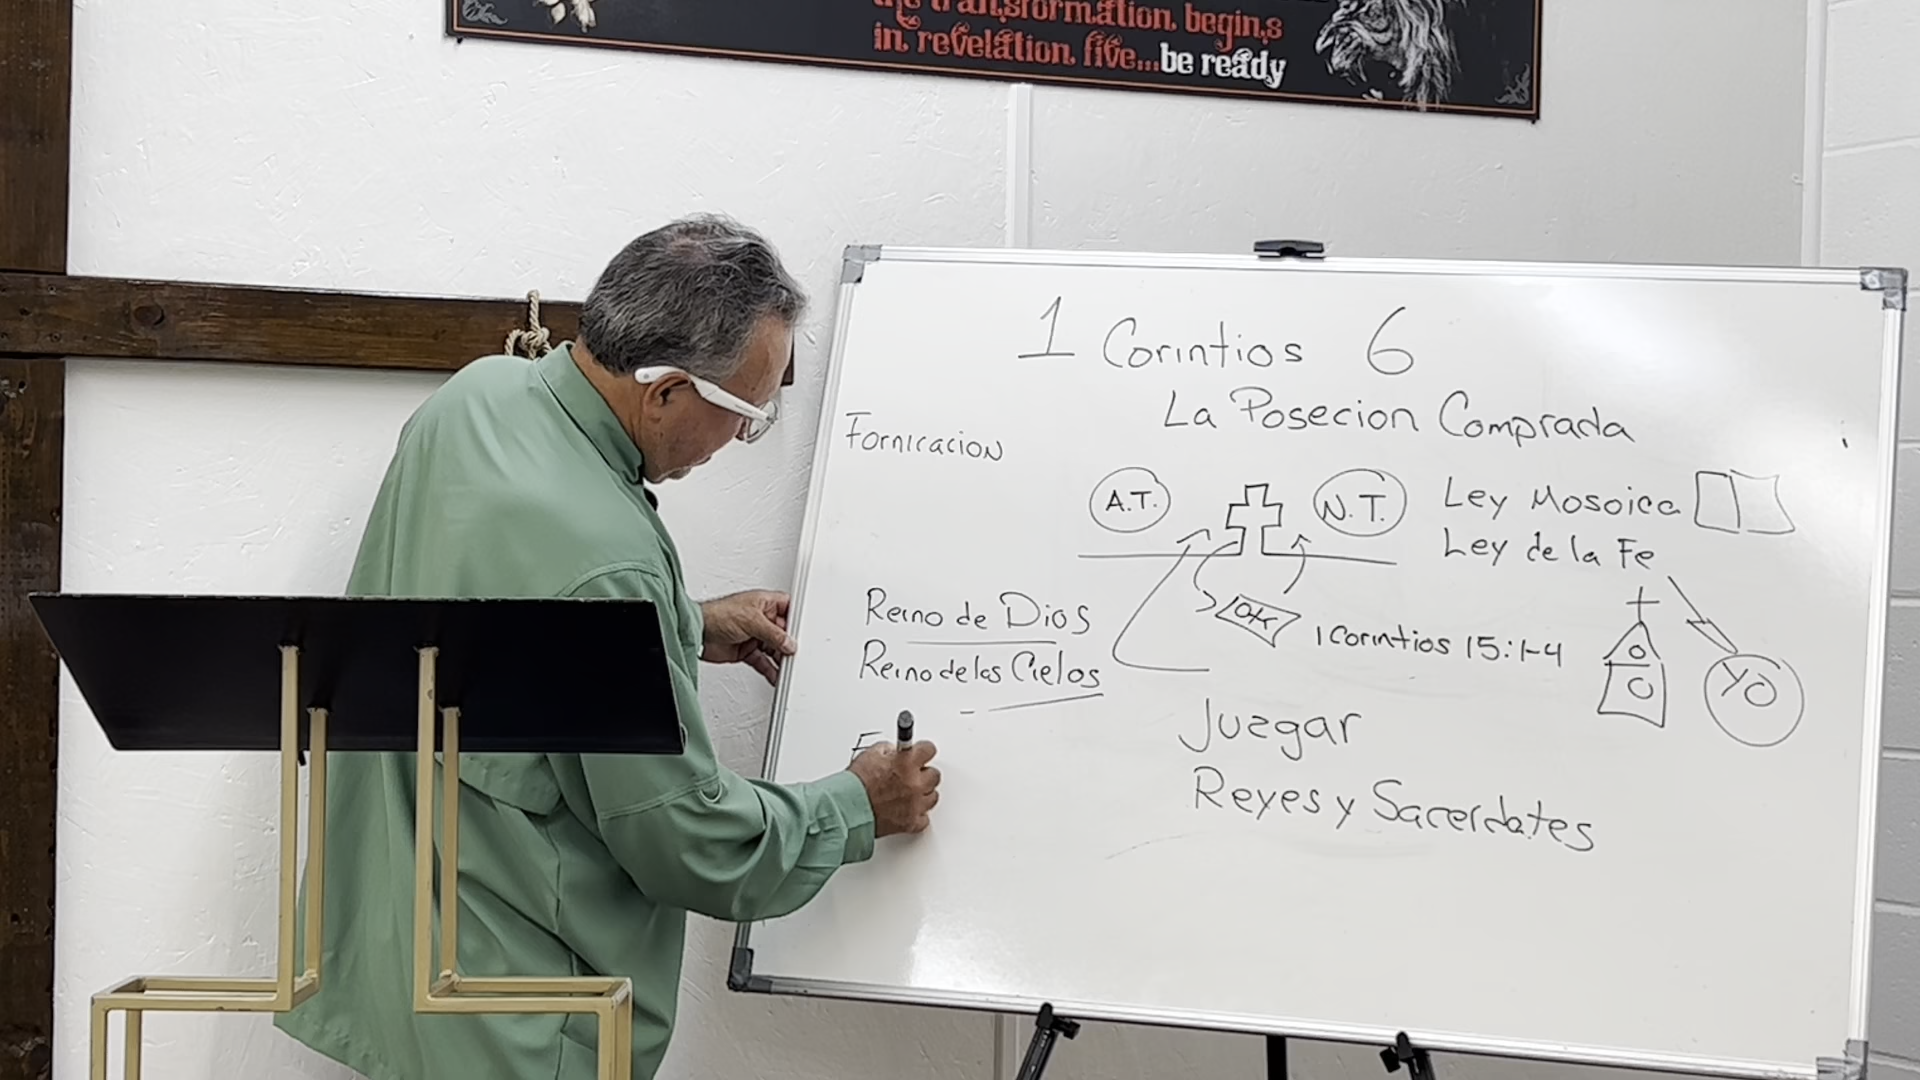 the transformation begins
in revelation five...be ready
1 Corintios 6
La Posecion Comprada
Fornicacion
A.T.
N.T.
Ley Mosoica
Ley de la Fe
Reino de Dios
Reino de los Cielos
1 Corintios 15:1-4
YO
Juzgar
Reyes y Sacerdates